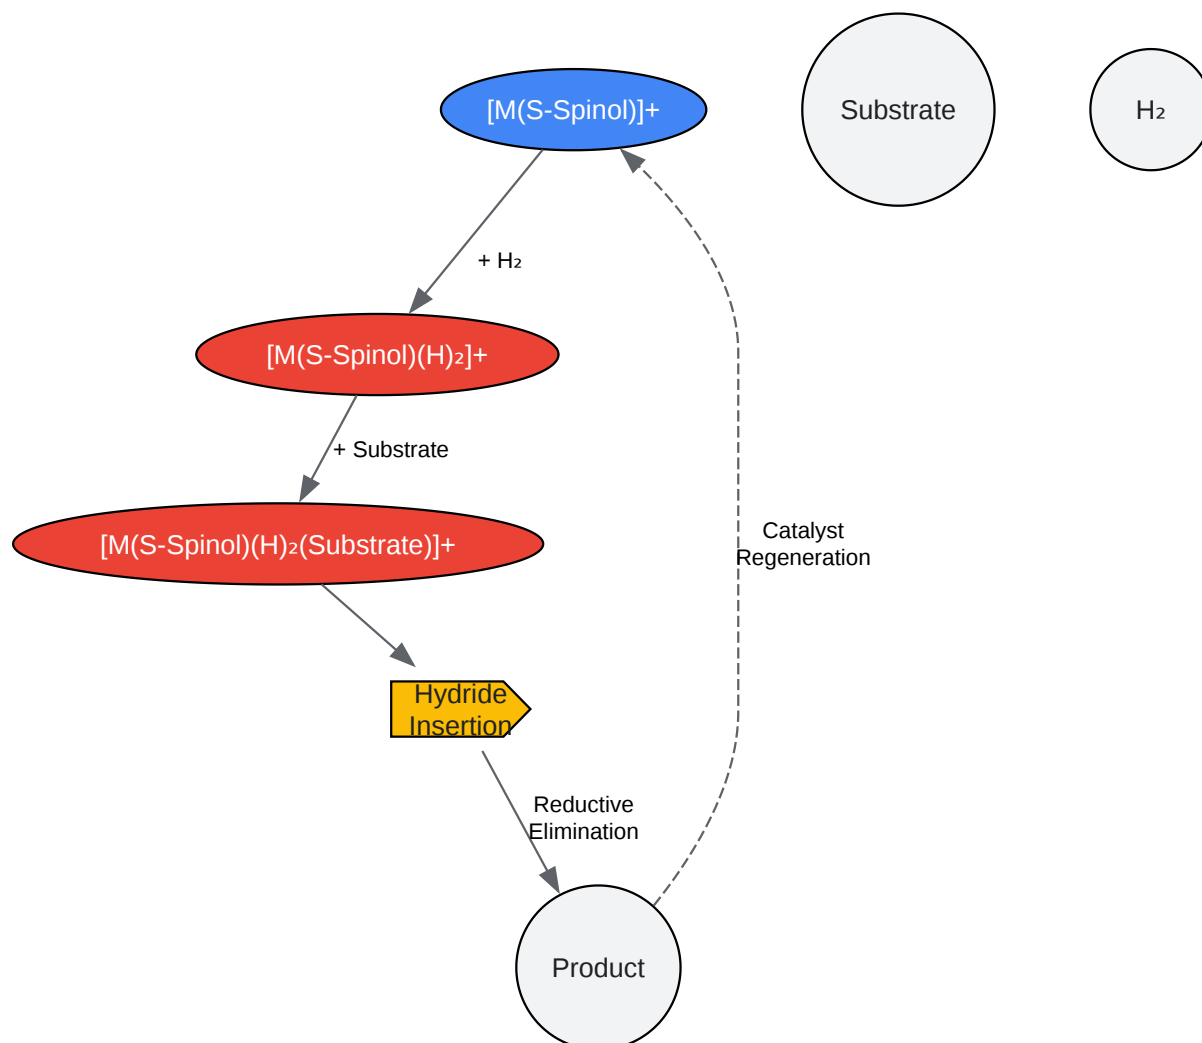 [M(S-Spinol)]+
Substrate
H₂
+ H₂
[M(S-Spinol)(H)₂]+
+ Substrate
[M(S-Spinol)(H)₂(Substrate)]+
Catalyst
Regeneration
Hydride
Insertion
Reductive
Elimination
Product